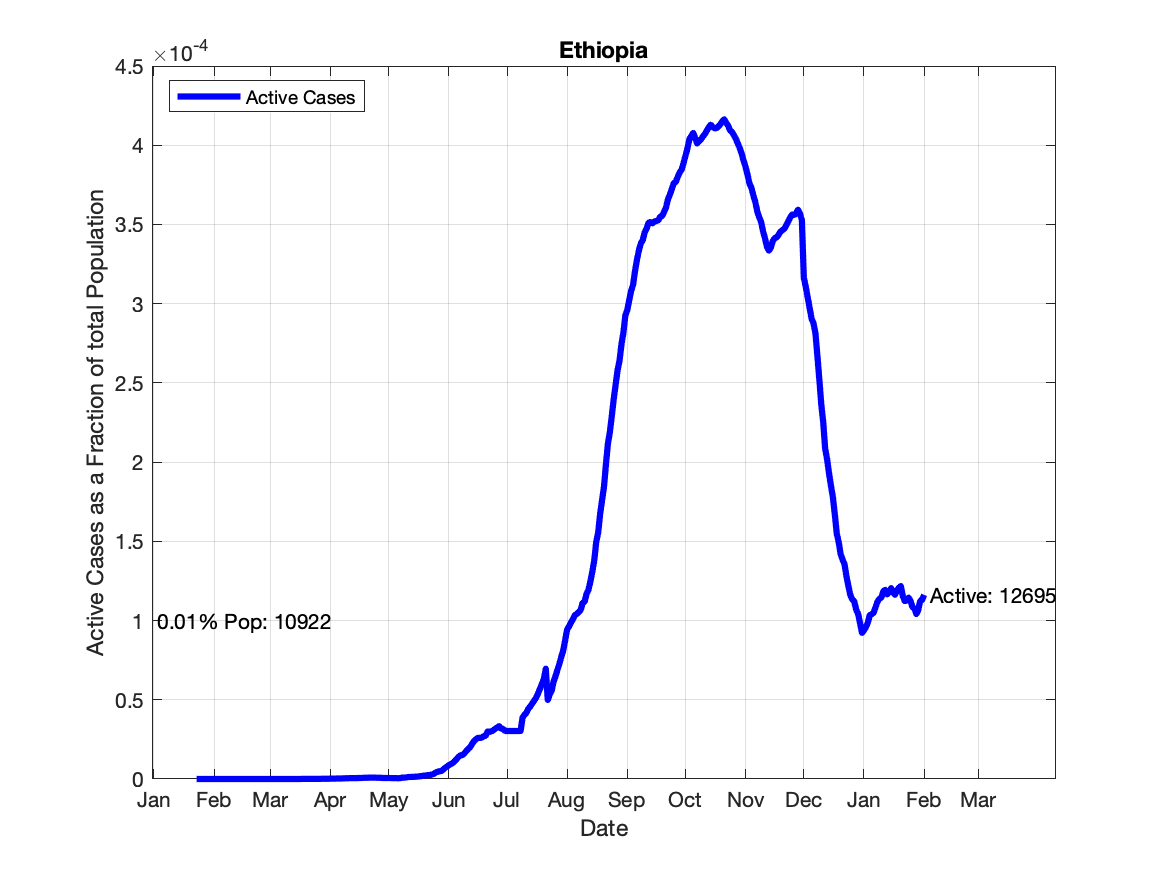 Ethiopia
×10-4
4.5
4
3.5
3
2.5
2
1.5
1
0.5
0
Active Cases
Active Cases as a Fraction of total Population
0.01% Pop: 10922
Active: 12695
Jan Feb Mar Apr May Jun Jul Aug Sep Oct Nov Dec Jan Feb Mar
Date